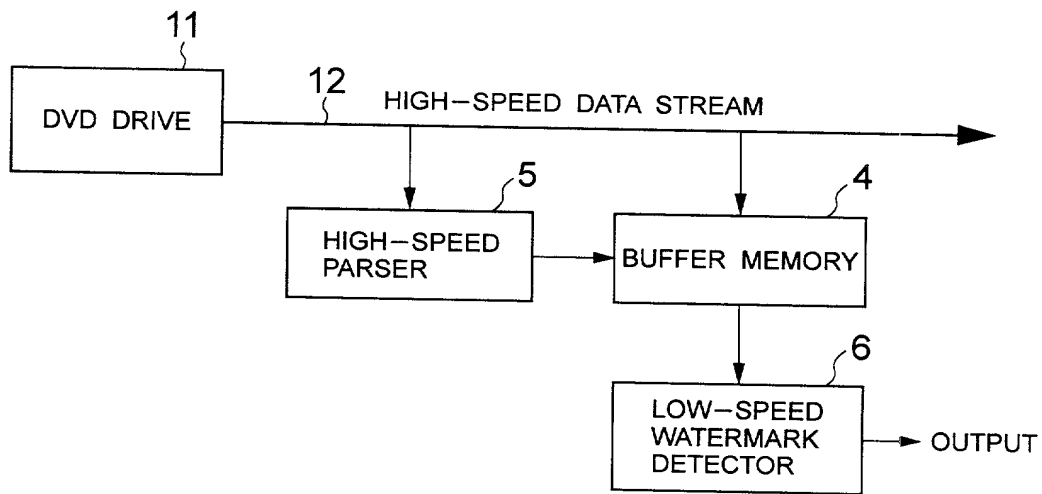 11
DVD DRIVE
12
HIGH-SPEED DATA STREAM
5
HIGH-SPEED
PARSER
4
BUFFER MEMORY
6
LOW-SPEED
WATERMARK
DETECTOR
OUTPUT